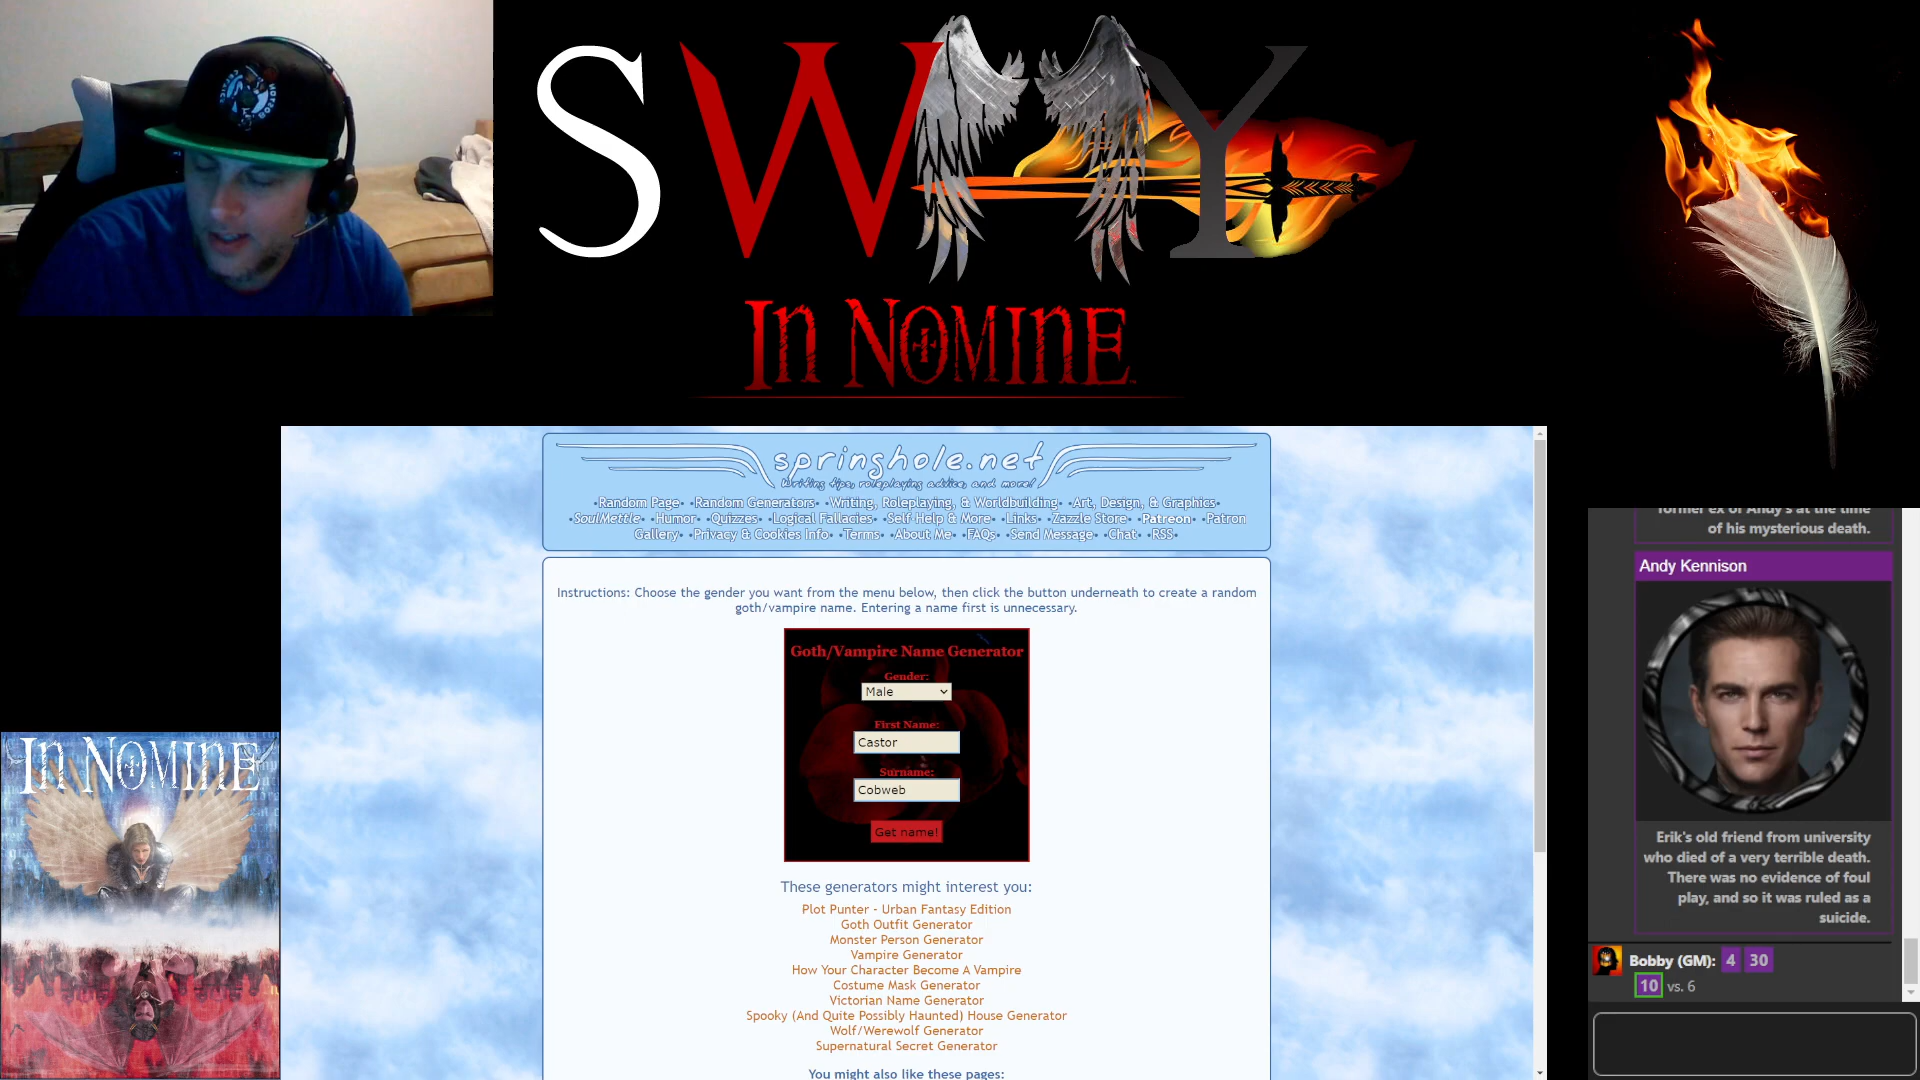 SWAY
IN NOMINE
springhole.net
Writing tips, roleplaying advice, and more!
•Random Page• •Random Generators• •Writing, Roleplaying, & Worldbuilding• •Art, Design, & Graphics•
•SoulMettle• •Humor• •Quizzes• •Logical Fallacies• •Self Help & More• •Links• •Zazzle Store• •Patreon• •Patron
Gallery• •Privacy & Cookies Info• •Terms• •About Me• •FAQs• •Send Message• •Chat• •RSS•
Instructions: Choose the gender you want from the menu below, then click the button underneath to create a random
goth/vampire name. Entering a name first is unnecessary.
Goth/Vampire Name Generator
Gender:
Male
First Name:
Castor
Surname:
Cobweb
Get name!
These generators might interest you:
Plot Punter - Urban Fantasy Edition
Goth Outfit Generator
Monster Person Generator
Vampire Generator
How Your Character Become A Vampire
Costume Mask Generator
Victorian Name Generator
Spooky (And Quite Possibly Haunted) House Generator
Wolf/Werewolf Generator
Supernatural Secret Generator
You might also like these pages:
IN NOMINE
former ex of Andy's at the time
of his mysterious death.
Andy Kennison
Erik's old friend from university
who died of a very terrible death.
There was no evidence of foul
play, and so it was ruled as a
suicide.
Bobby (GM): 4 30
10 vs. 6